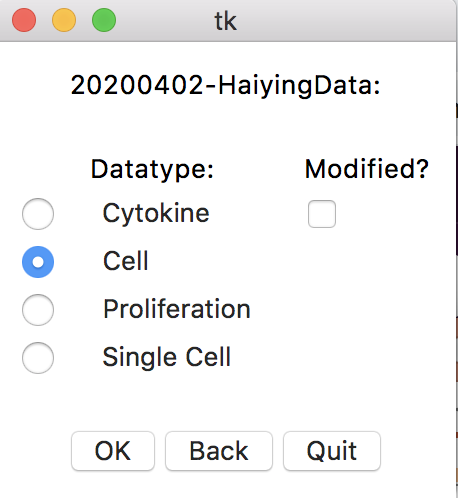 tk
20200402-HaiyingData:
Datatype: Modified?
Cytokine
Cell
Proliferation
Single Cell
OK Back Quit